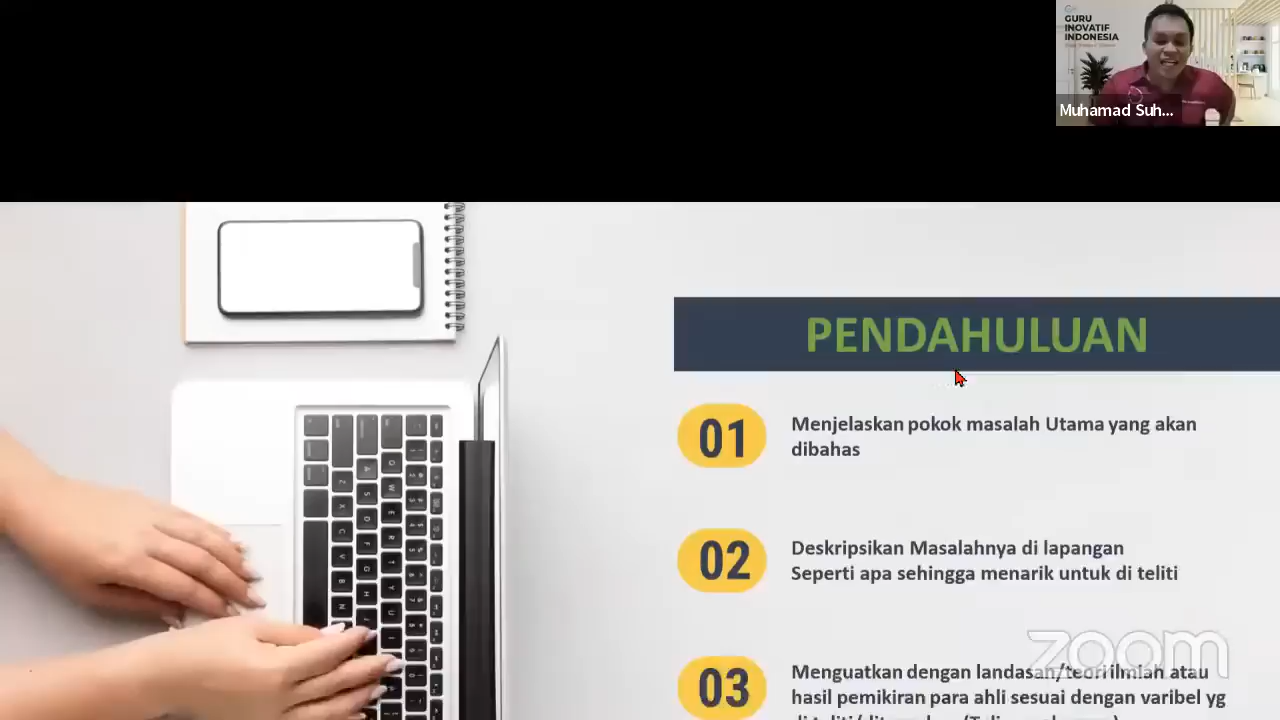 GURU
INOVATIF
INDONESIA
Muhamad Suh...
PENDAHULUAN
01
Menjelaskan pokok masalah Utama yang akan
dibahas
02
Deskripsikan Masalahnya di lapangan
Seperti apa sehingga menarik untuk di teliti
03
Menguatkan dengan landasan/teori ilmiah atau
hasil pemikiran para ahli sesuai dengan varibel yg
zoom